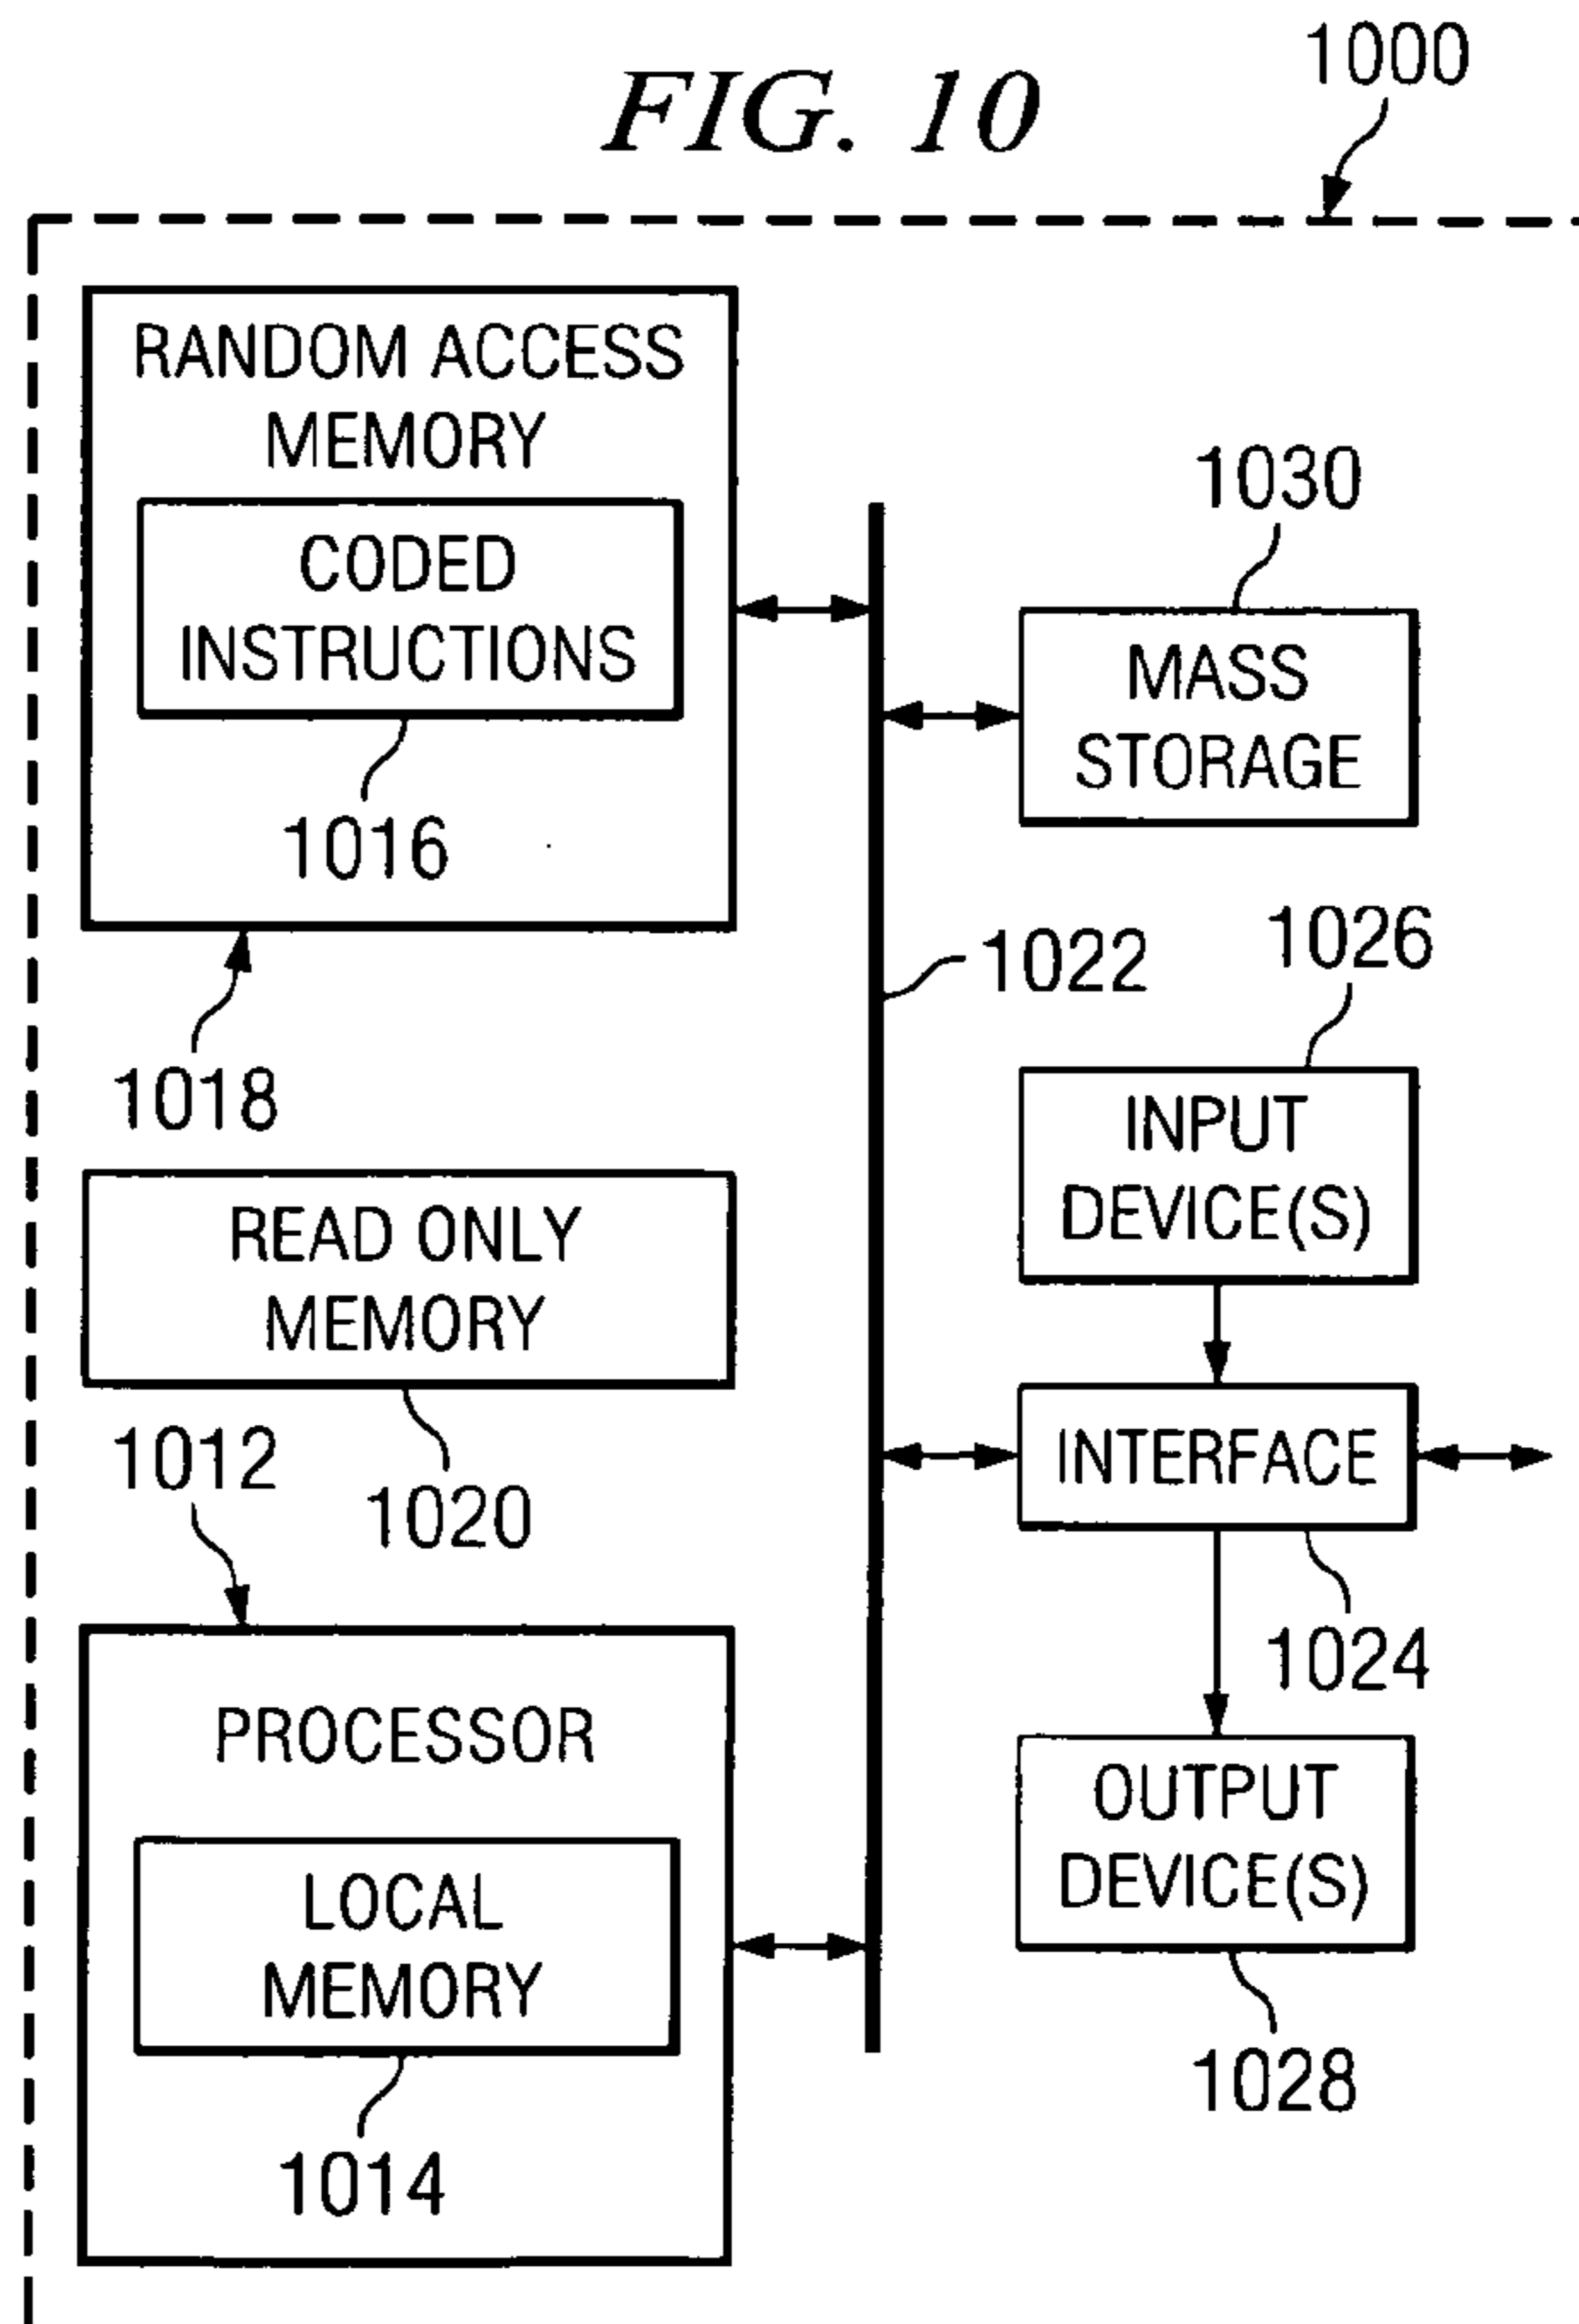 FIG. 10
1000
RANDOM ACCESS
MEMORY
CODED
INSTRUCTIONS
1016
1018
READ ONLY
MEMORY
1020
1012
PROCESSOR
LOCAL
MEMORY
1014
1022
1030
MASS
STORAGE
1026
INPUT
DEVICE(S)
INTERFACE
1024
OUTPUT
DEVICE(S)
1028